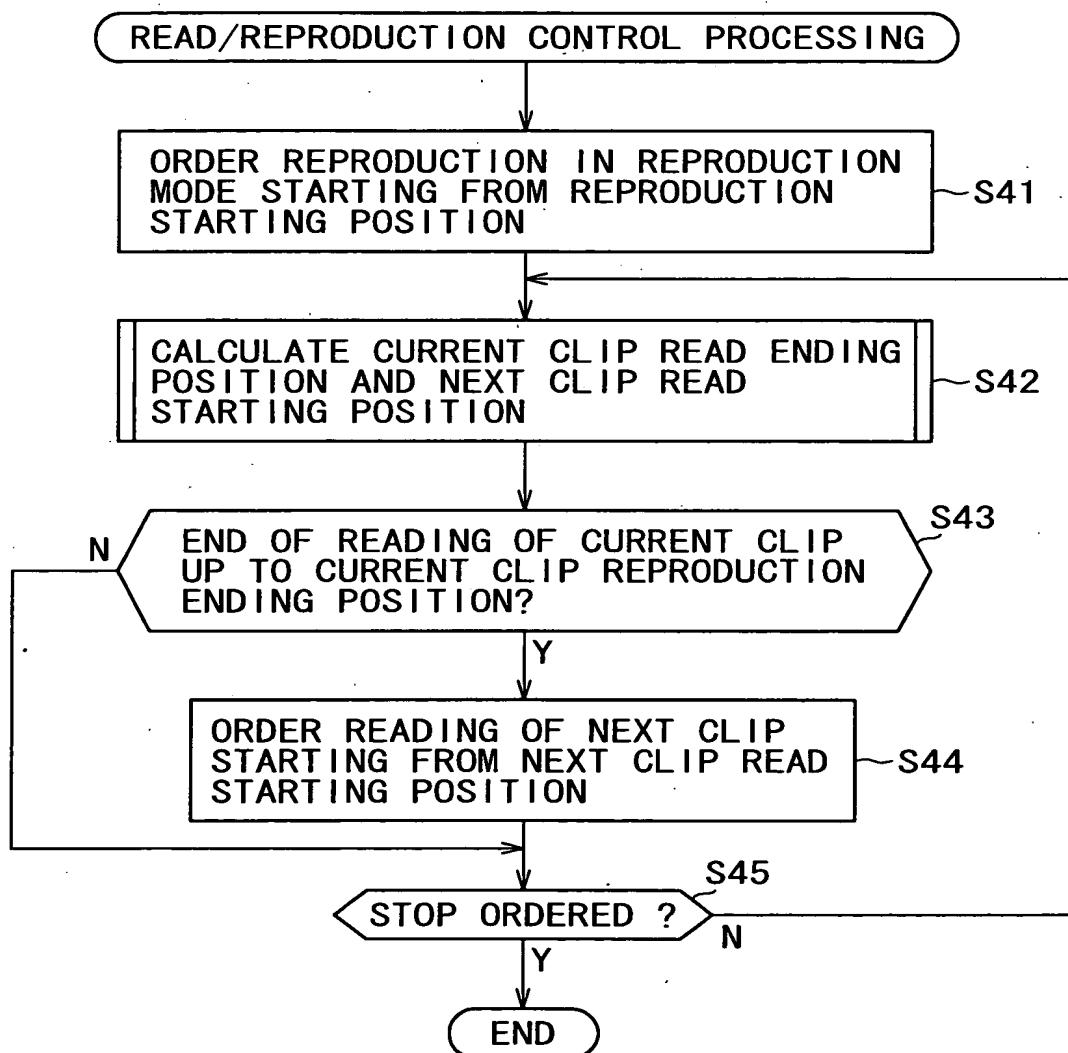 READ/REPRODUCTION CONTROL PROCESSING
ORDER REPRODUCTION IN REPRODUCTION
MODE STARTING FROM REPRODUCTION
STARTING POSITION
S41
CALCULATE CURRENT CLIP READ ENDING
POSITION AND NEXT CLIP READ
STARTING POSITION
S42
S43
N
END OF READING OF CURRENT CLIP
UP TO CURRENT CLIP REPRODUCTION
ENDING POSITION?
Y
ORDER READING OF NEXT CLIP
STARTING FROM NEXT CLIP READ
STARTING POSITION
S44
S45
STOP ORDERED ?
N
Y
END